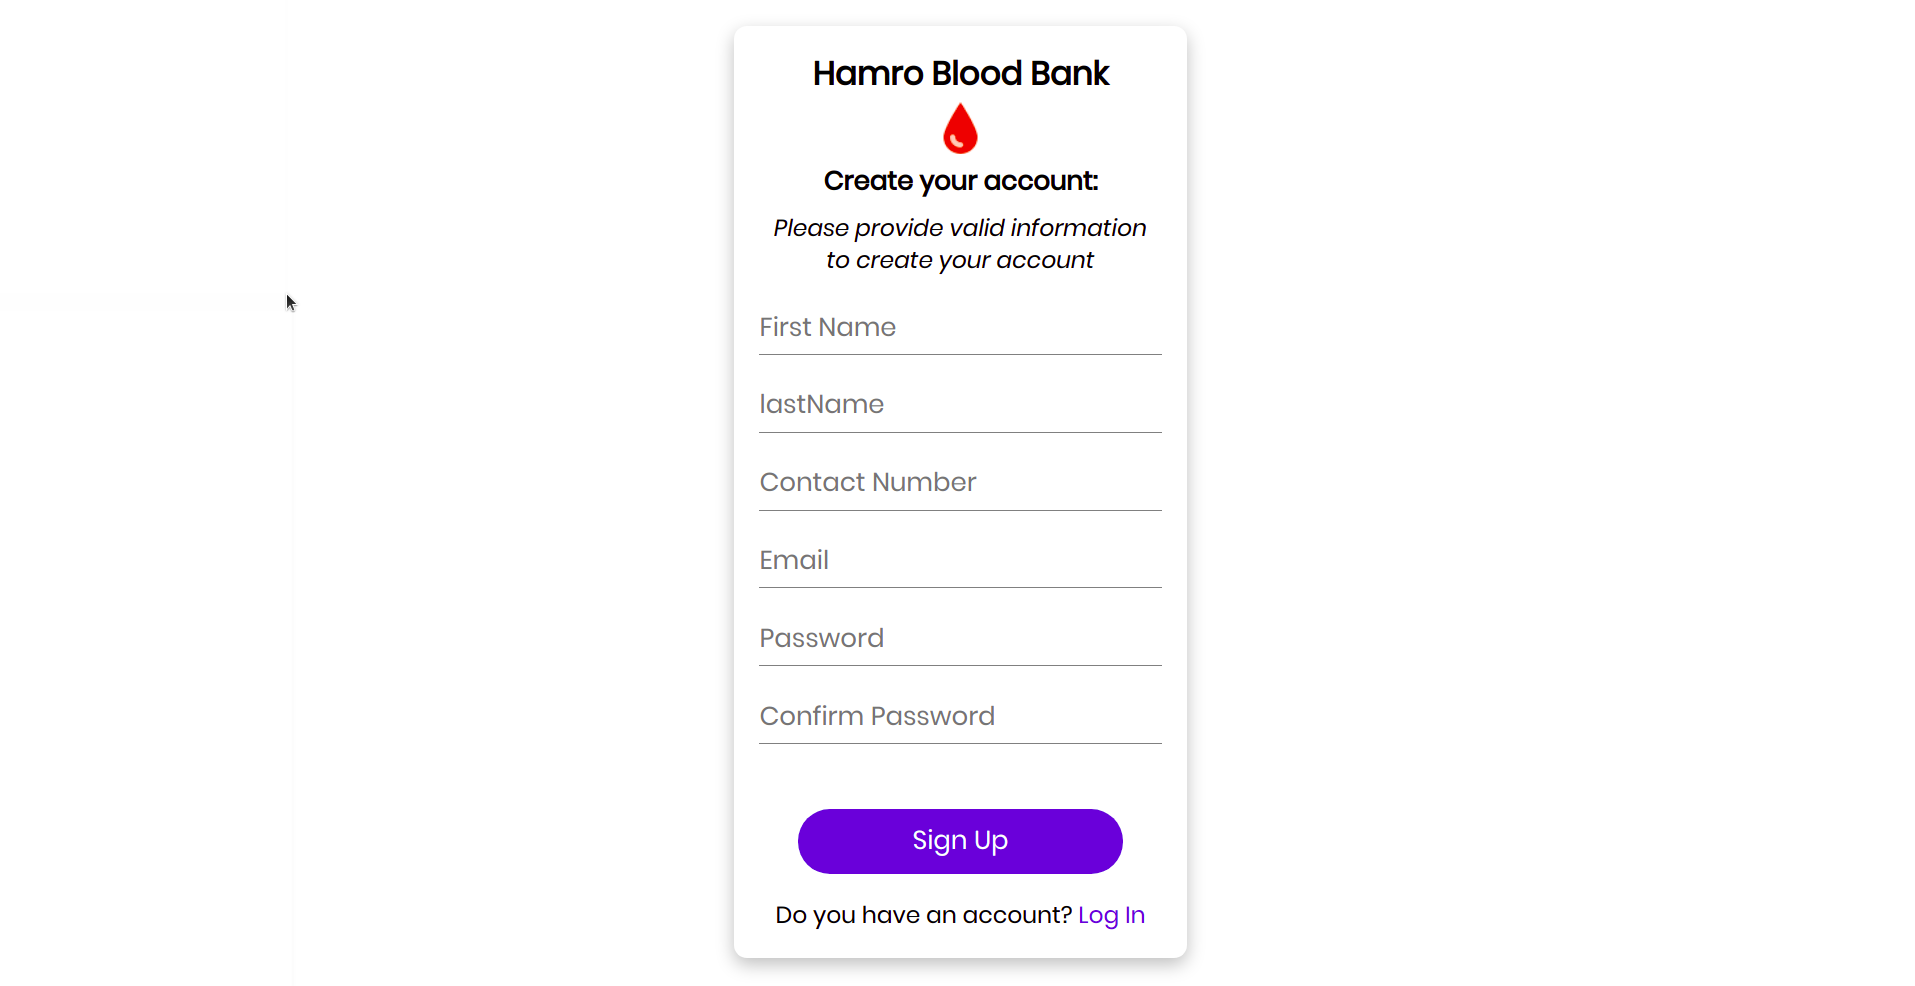 Hamro Blood Bank
Create your account:
Please provide valid information
to create your account
First Name
lastName
Contact Number
Email
Password
Confirm Password
Sign Up
Do you have an account? Log In